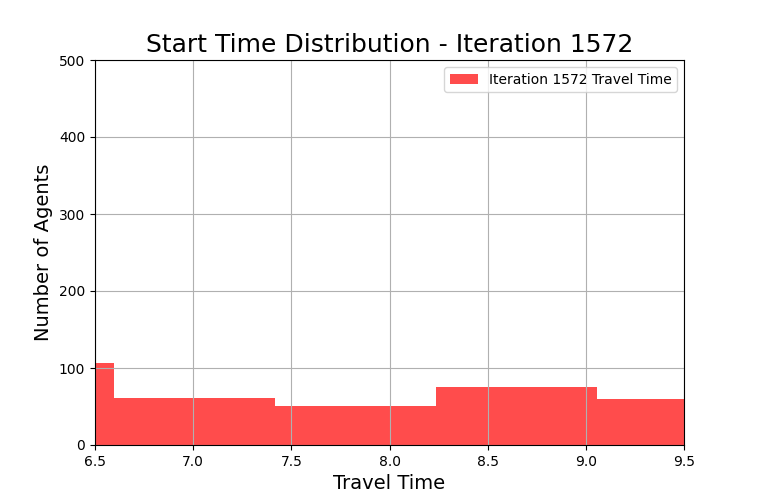 Start Time Distribution - Iteration 1572
500
Iteration 1572 Travel Time
400
300
200
100
0
Number of Agents
6.5 7.0 7.5 8.0 8.5 9.0 9.5
Travel Time